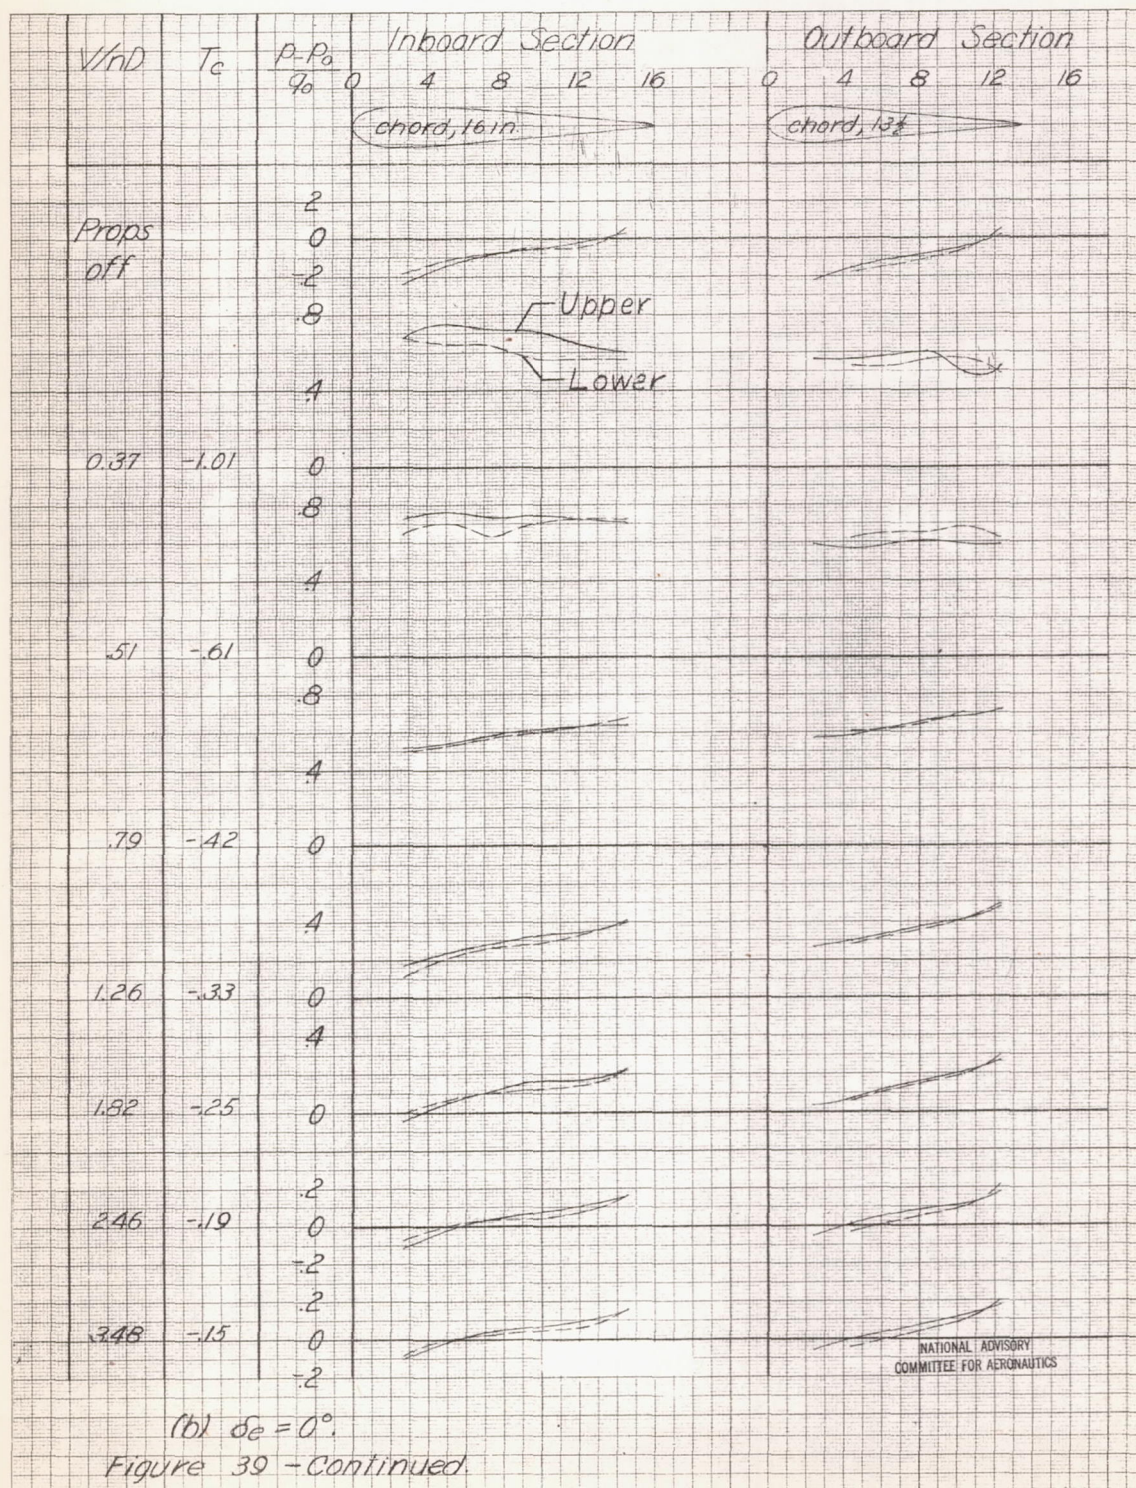 V/nD Tc p-p₀/q₀ Inboard Section Outboard Section
0 4 8 12 16 0 4 8 12 16
chord, 16 in. chord, 13½
.2
Props off 0
-.2
.8
Upper
Lower
.4
0.37 -1.01 0
.8
.4
.51 -.61 0
.8
.4
.79 -.42 0
.4
1.26 -.33 0
.4
1.82 -.25 0
.2
2.46 -.19 0
-.2
.2
3.48 -.15 0
-.2
NATIONAL ADVISORY
COMMITTEE FOR AERONAUTICS
(b) δe = 0°.
Figure 39 - Continued.